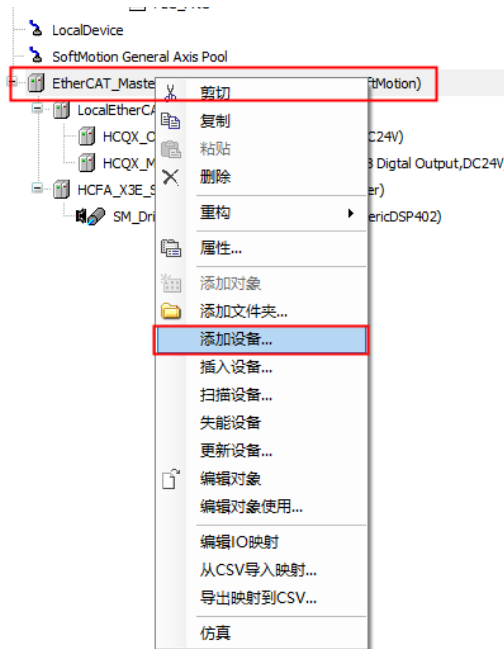 LocalDevice
SoftMotion General Axis Pool
EtherCAT_Maste
ftMotion)
剪切
LocalEtherCA
复制
HCQX_O
C24V)
粘贴
HCQX_M
Digtal Output,DC24V
删除
HCFA_X3E_S
er)
重构
SM_Dri
ericDSP402)
属性...
添加对象
添加文件夹...
添加设备...
插入设备...
扫描设备...
失能设备
更新设备...
编辑对象
编辑对象使用...
编辑IO映射
从CSV导入映射...
导出映射到CSV...
仿真